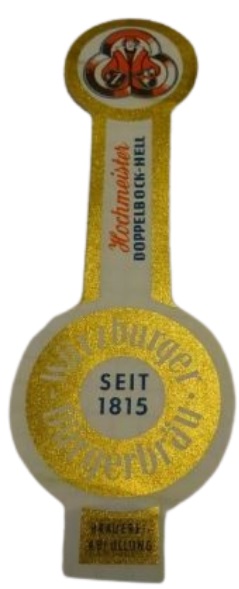 Hochmeister
DOPPELBOCK-HELL
Würzburger
SEIT
1815
Bürgerbräu
BRAUEREI-
ABFÜLLUNG